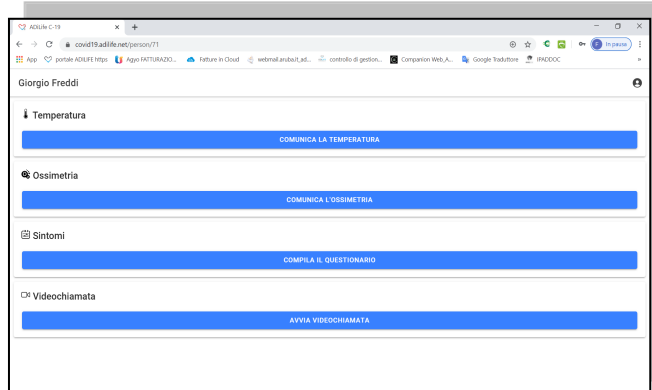 AdiLife C-19
covid19.adilife.net/person/71
In pausa
App portale ADILIFE https Agyo FATTURAZIO... Fatture in Cloud webmail.aruba.it_ad... controllo di gestion... Companion Web_A... Google Traduttore IPADDOC »
Giorgio Freddi
Temperatura
COMUNICA LA TEMPERATURA
Ossimetria
COMUNICA L'OSSIMETRIA
Sintomi
COMPILA IL QUESTIONARIO
Videochiamata
AVVIA VIDEOCHIAMATA